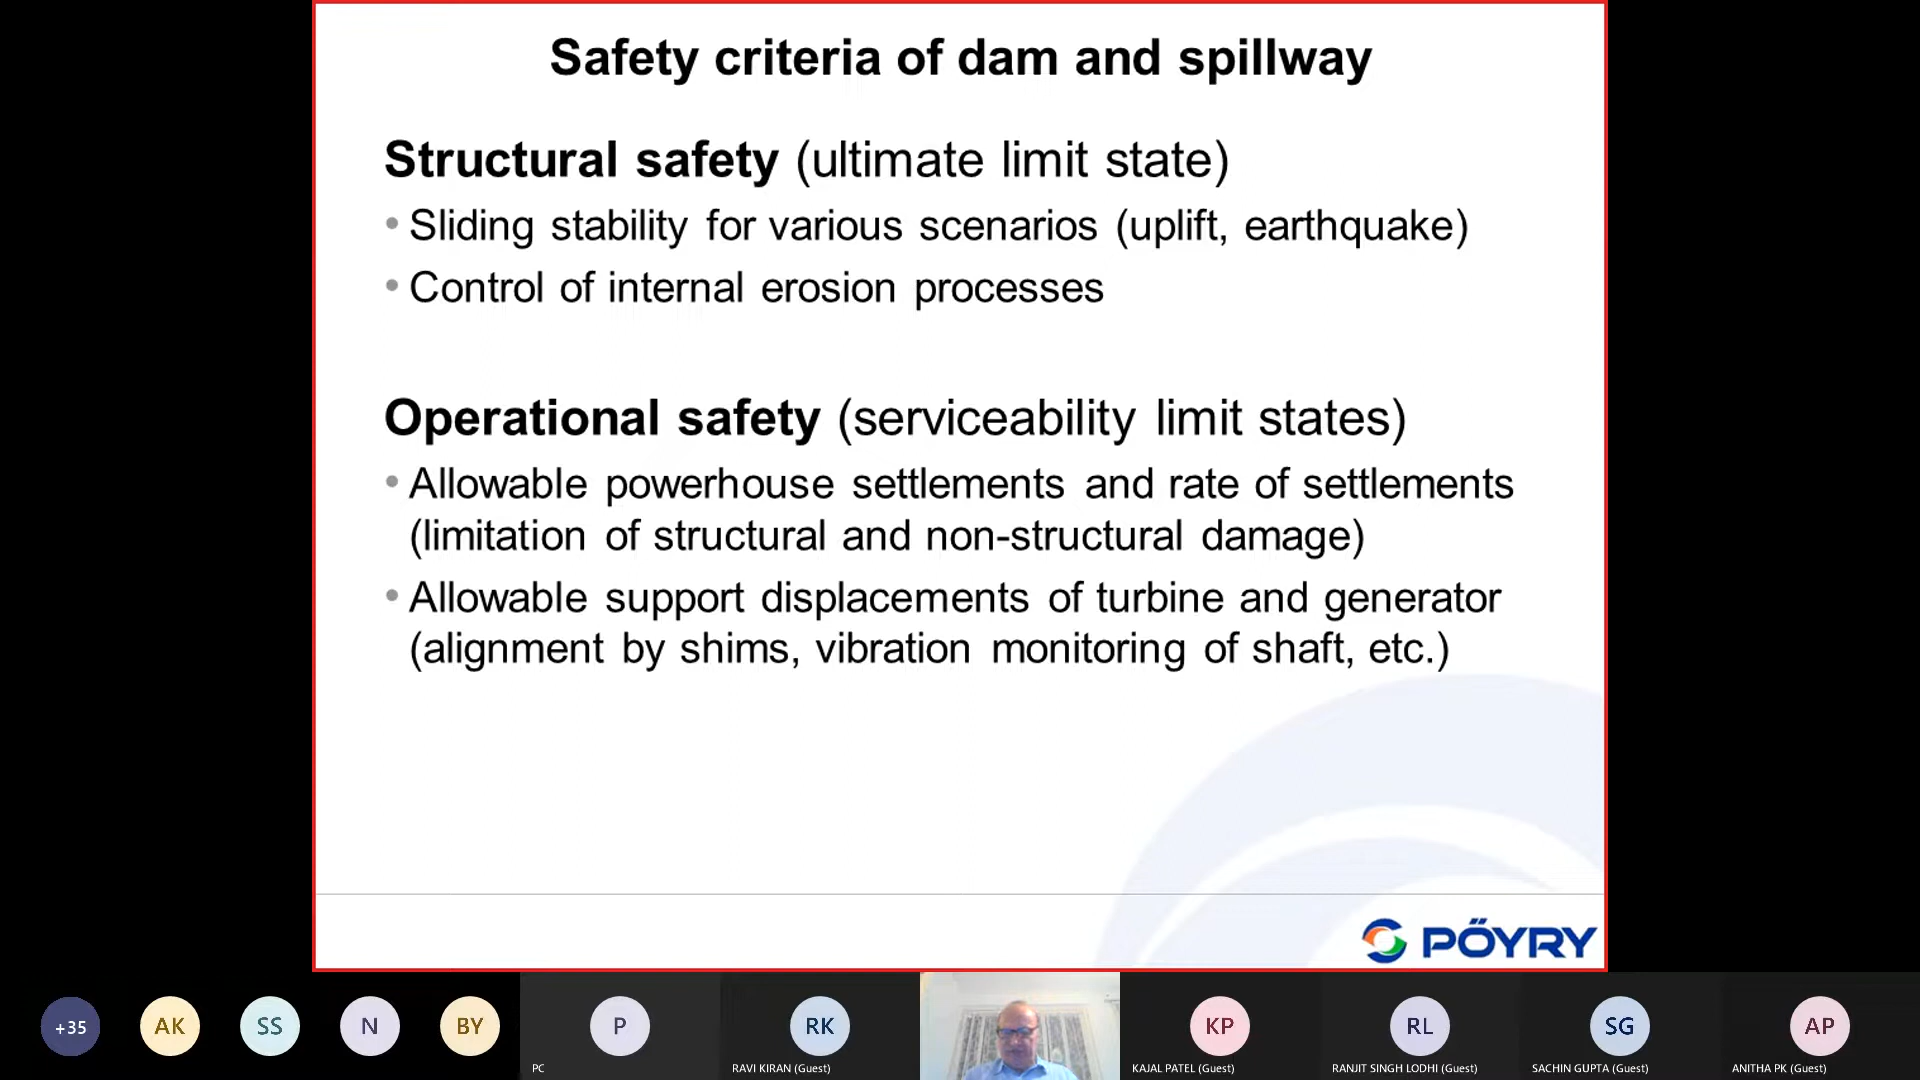 Safety criteria of dam and spillway
Structural safety (ultimate limit state)
• Sliding stability for various scenarios (uplift, earthquake)
• Control of internal erosion processes
Operational safety (serviceability limit states)
• Allowable powerhouse settlements and rate of settlements
(limitation of structural and non-structural damage)
• Allowable support displacements of turbine and generator
(alignment by shims, vibration monitoring of shaft, etc.)
PÖYRY
+35
AK
SS
N
BY
P
RK
KP
RL
SG
AP
PC
RAVI KIRAN (Guest)
KAJAL PATEL (Guest)
RANJIT SINGH LODHI (Guest)
SACHIN GUPTA (Guest)
ANITHA PK (Guest)